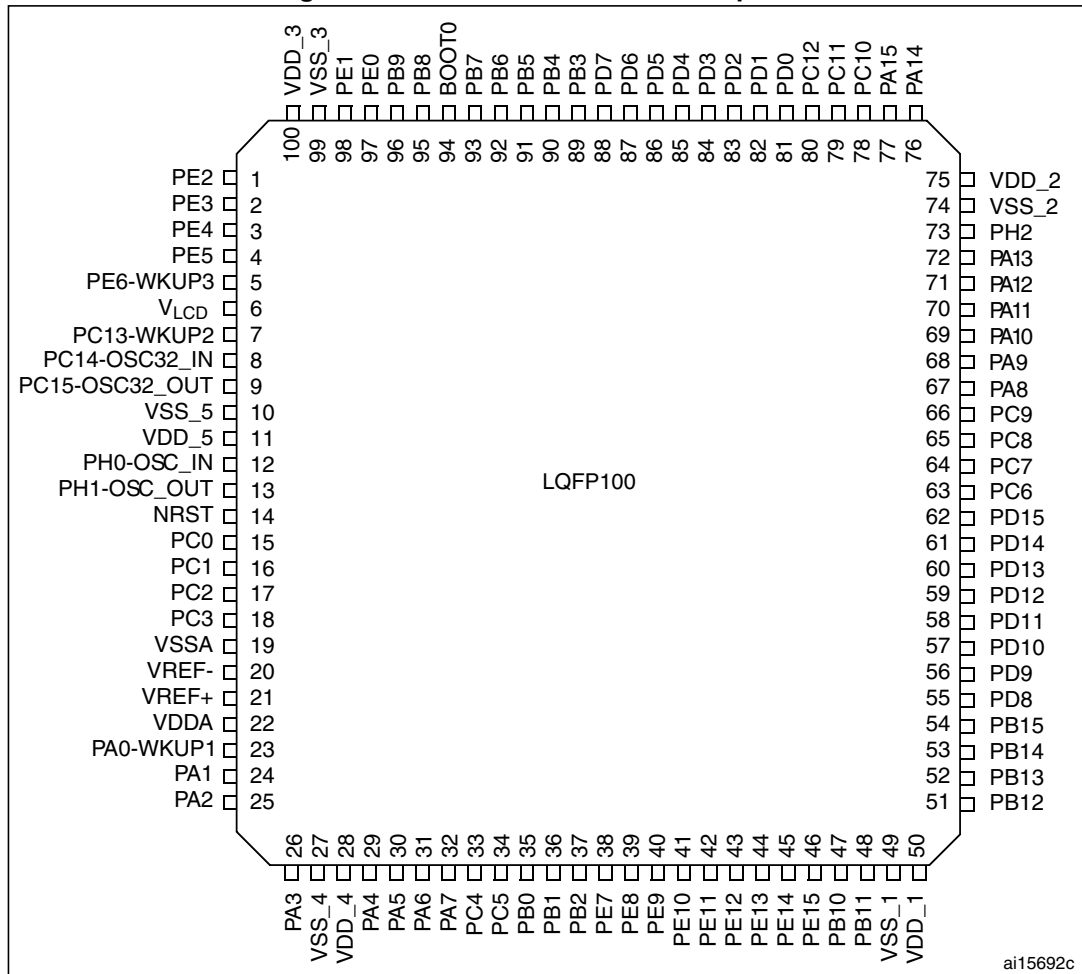 VDD_3
VSS_3
PE1
PE0
PB9
PB8
BOOT0
PB7
PB6
PB5
PB4
PB3
PD7
PD6
PD5
PD4
PD3
PD2
PD1
PD0
PC12
PC11
PC10
PA15
PA14
100
99
98
97
96
95
94
93
92
91
90
89
88
87
86
85
84
83
82
81
80
79
78
77
76
PE2 1
PE3 2
PE4 3
PE5 4
PE6-WKUP3 5
VLCD 6
PC13-WKUP2 7
PC14-OSC32_IN 8
PC15-OSC32_OUT 9
VSS_5 10
VDD_5 11
PH0-OSC_IN 12
PH1-OSC_OUT 13
NRST 14
PC0 15
PC1 16
PC2 17
PC3 18
VSSA 19
VREF- 20
VREF+ 21
VDDA 22
PA0-WKUP1 23
PA1 24
PA2 25
LQFP100
75 VDD_2
74 VSS_2
73 PH2
72 PA13
71 PA12
70 PA11
69 PA10
68 PA9
67 PA8
66 PC9
65 PC8
64 PC7
63 PC6
62 PD15
61 PD14
60 PD13
59 PD12
58 PD11
57 PD10
56 PD9
55 PD8
54 PB15
53 PB14
52 PB13
51 PB12
26
27
28
29
30
31
32
33
34
35
36
37
38
39
40
41
42
43
44
45
46
47
48
49
50
PA3
VSS_4
VDD_4
PA4
PA5
PA6
PA7
PC4
PC5
PB0
PB1
PB2
PE7
PE8
PE9
PE10
PE11
PE12
PE13
PE14
PE15
PB10
PB11
VSS_1
VDD_1
ai15692c